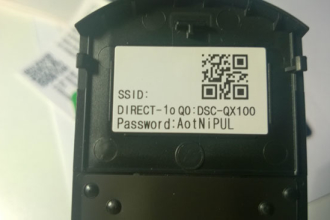 SSID:
DIRECT-1oQ0:DSC-QX100
Password:AotNiPUL